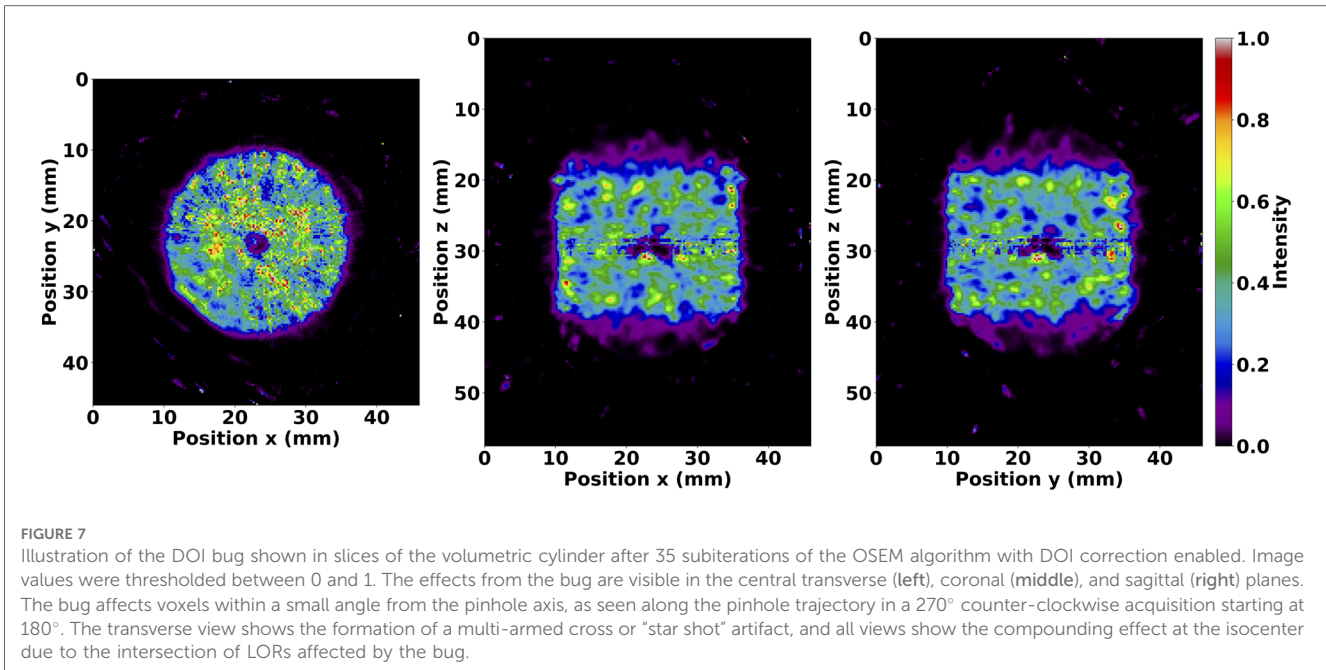 0
10
20
30
40
0
10
20
30
40
Position y (mm)
Position x (mm)
0
10
20
30
40
50
0
10
20
30
40
Position z (mm)
Position x (mm)
0
10
20
30
40
50
0
10
20
30
40
Position z (mm)
Position y (mm)
1.0
0.8
0.6
0.4
0.2
0.0
Intensity
FIGURE 7
Illustration of the DOI bug shown in slices of the volumetric cylinder after 35 subiterations of the OSEM algorithm with DOI correction enabled. Image
values were thresholded between 0 and 1. The effects from the bug are visible in the central transverse (left), coronal (middle), and sagittal (right) planes.
The bug affects voxels within a small angle from the pinhole axis, as seen along the pinhole trajectory in a 270° counter-clockwise acquisition starting at
180°. The transverse view shows the formation of a multi-armed cross or “star shot” artifact, and all views show the compounding effect at the isocenter
due to the intersection of LORs affected by the bug.